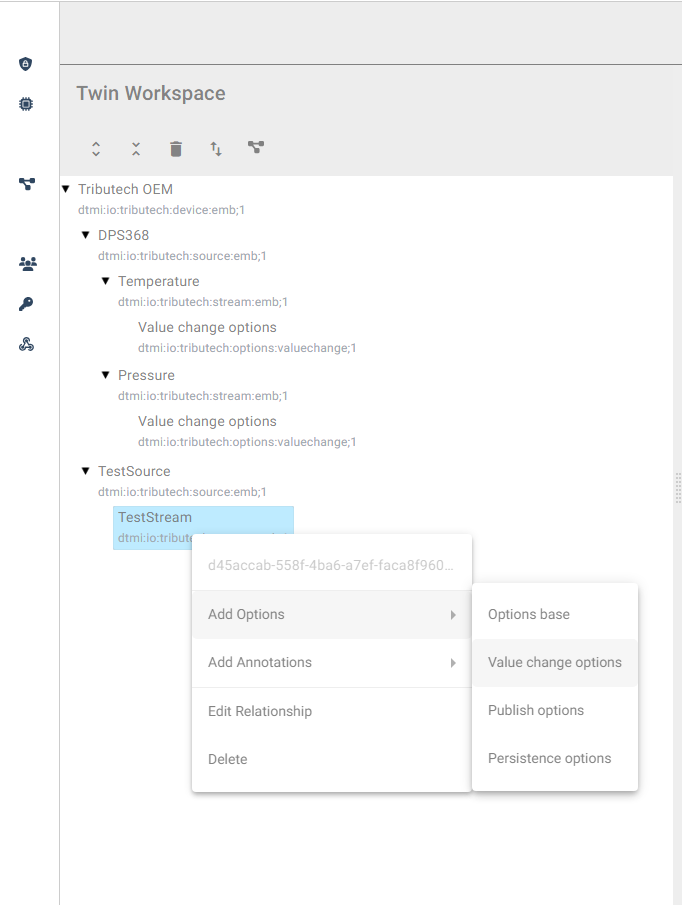 Twin Workspace
Tributech OEM
dtmi:io:tributech:device:emb;1
DPS368
dtmi:io:tributech:source:emb;1
Temperature
dtmi:io:tributech:stream:emb;1
Value change options
dtmi:io:tributech:options:valuechange;1
Pressure
dtmi:io:tributech:stream:emb;1
Value change options
dtmi:io:tributech:options:valuechange;1
TestSource
dtmi:io:tributech:source:emb;1
TestStream
dtmi:io:tribute
d45accab-558f-4ba6-a7ef-faca8f960...
Add Options
Add Annotations
Edit Relationship
Delete
Options base
Value change options
Publish options
Persistence options